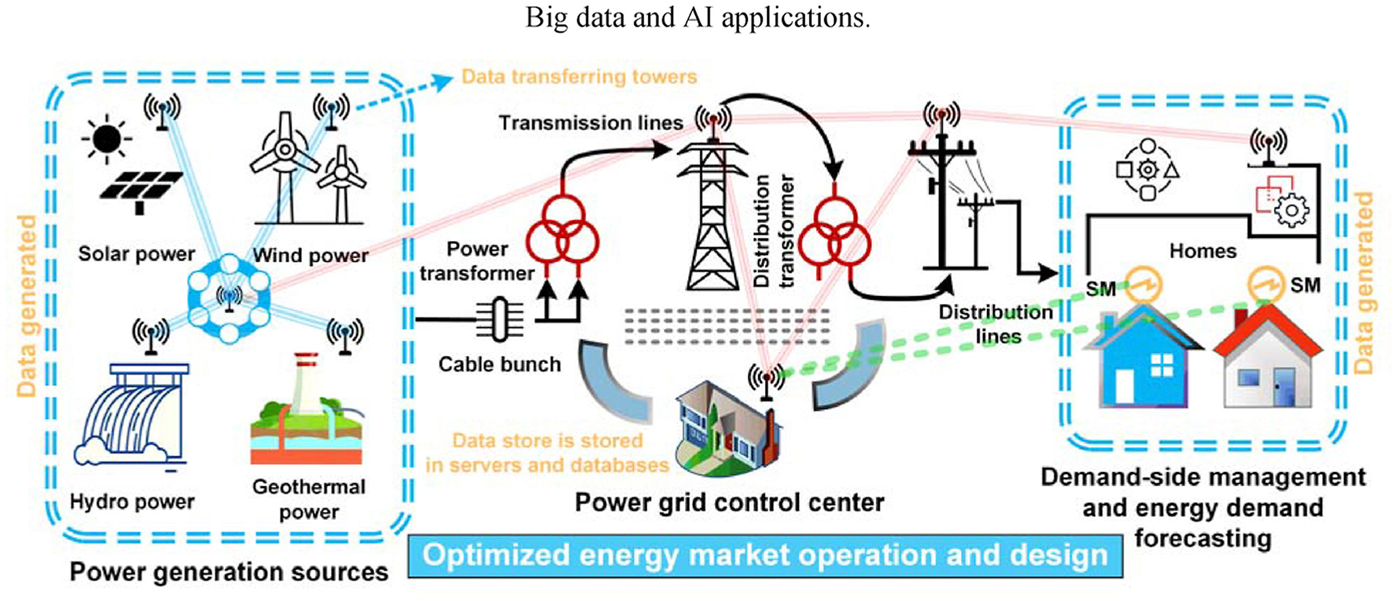 Big data and AI applications.
Data transferring towers
Transmission lines
Solar power
Wind power
Data generated
Power
transformer
Distribution
transformer
Homes
SM
SM
Data generated
Cable bunch
Distribution
lines
Data store is stored
in servers and databases
Hydro power
Geothermal
power
Power grid control center
Demand-side management
and energy demand
forecasting
Optimized energy market operation and design
Power generation sources